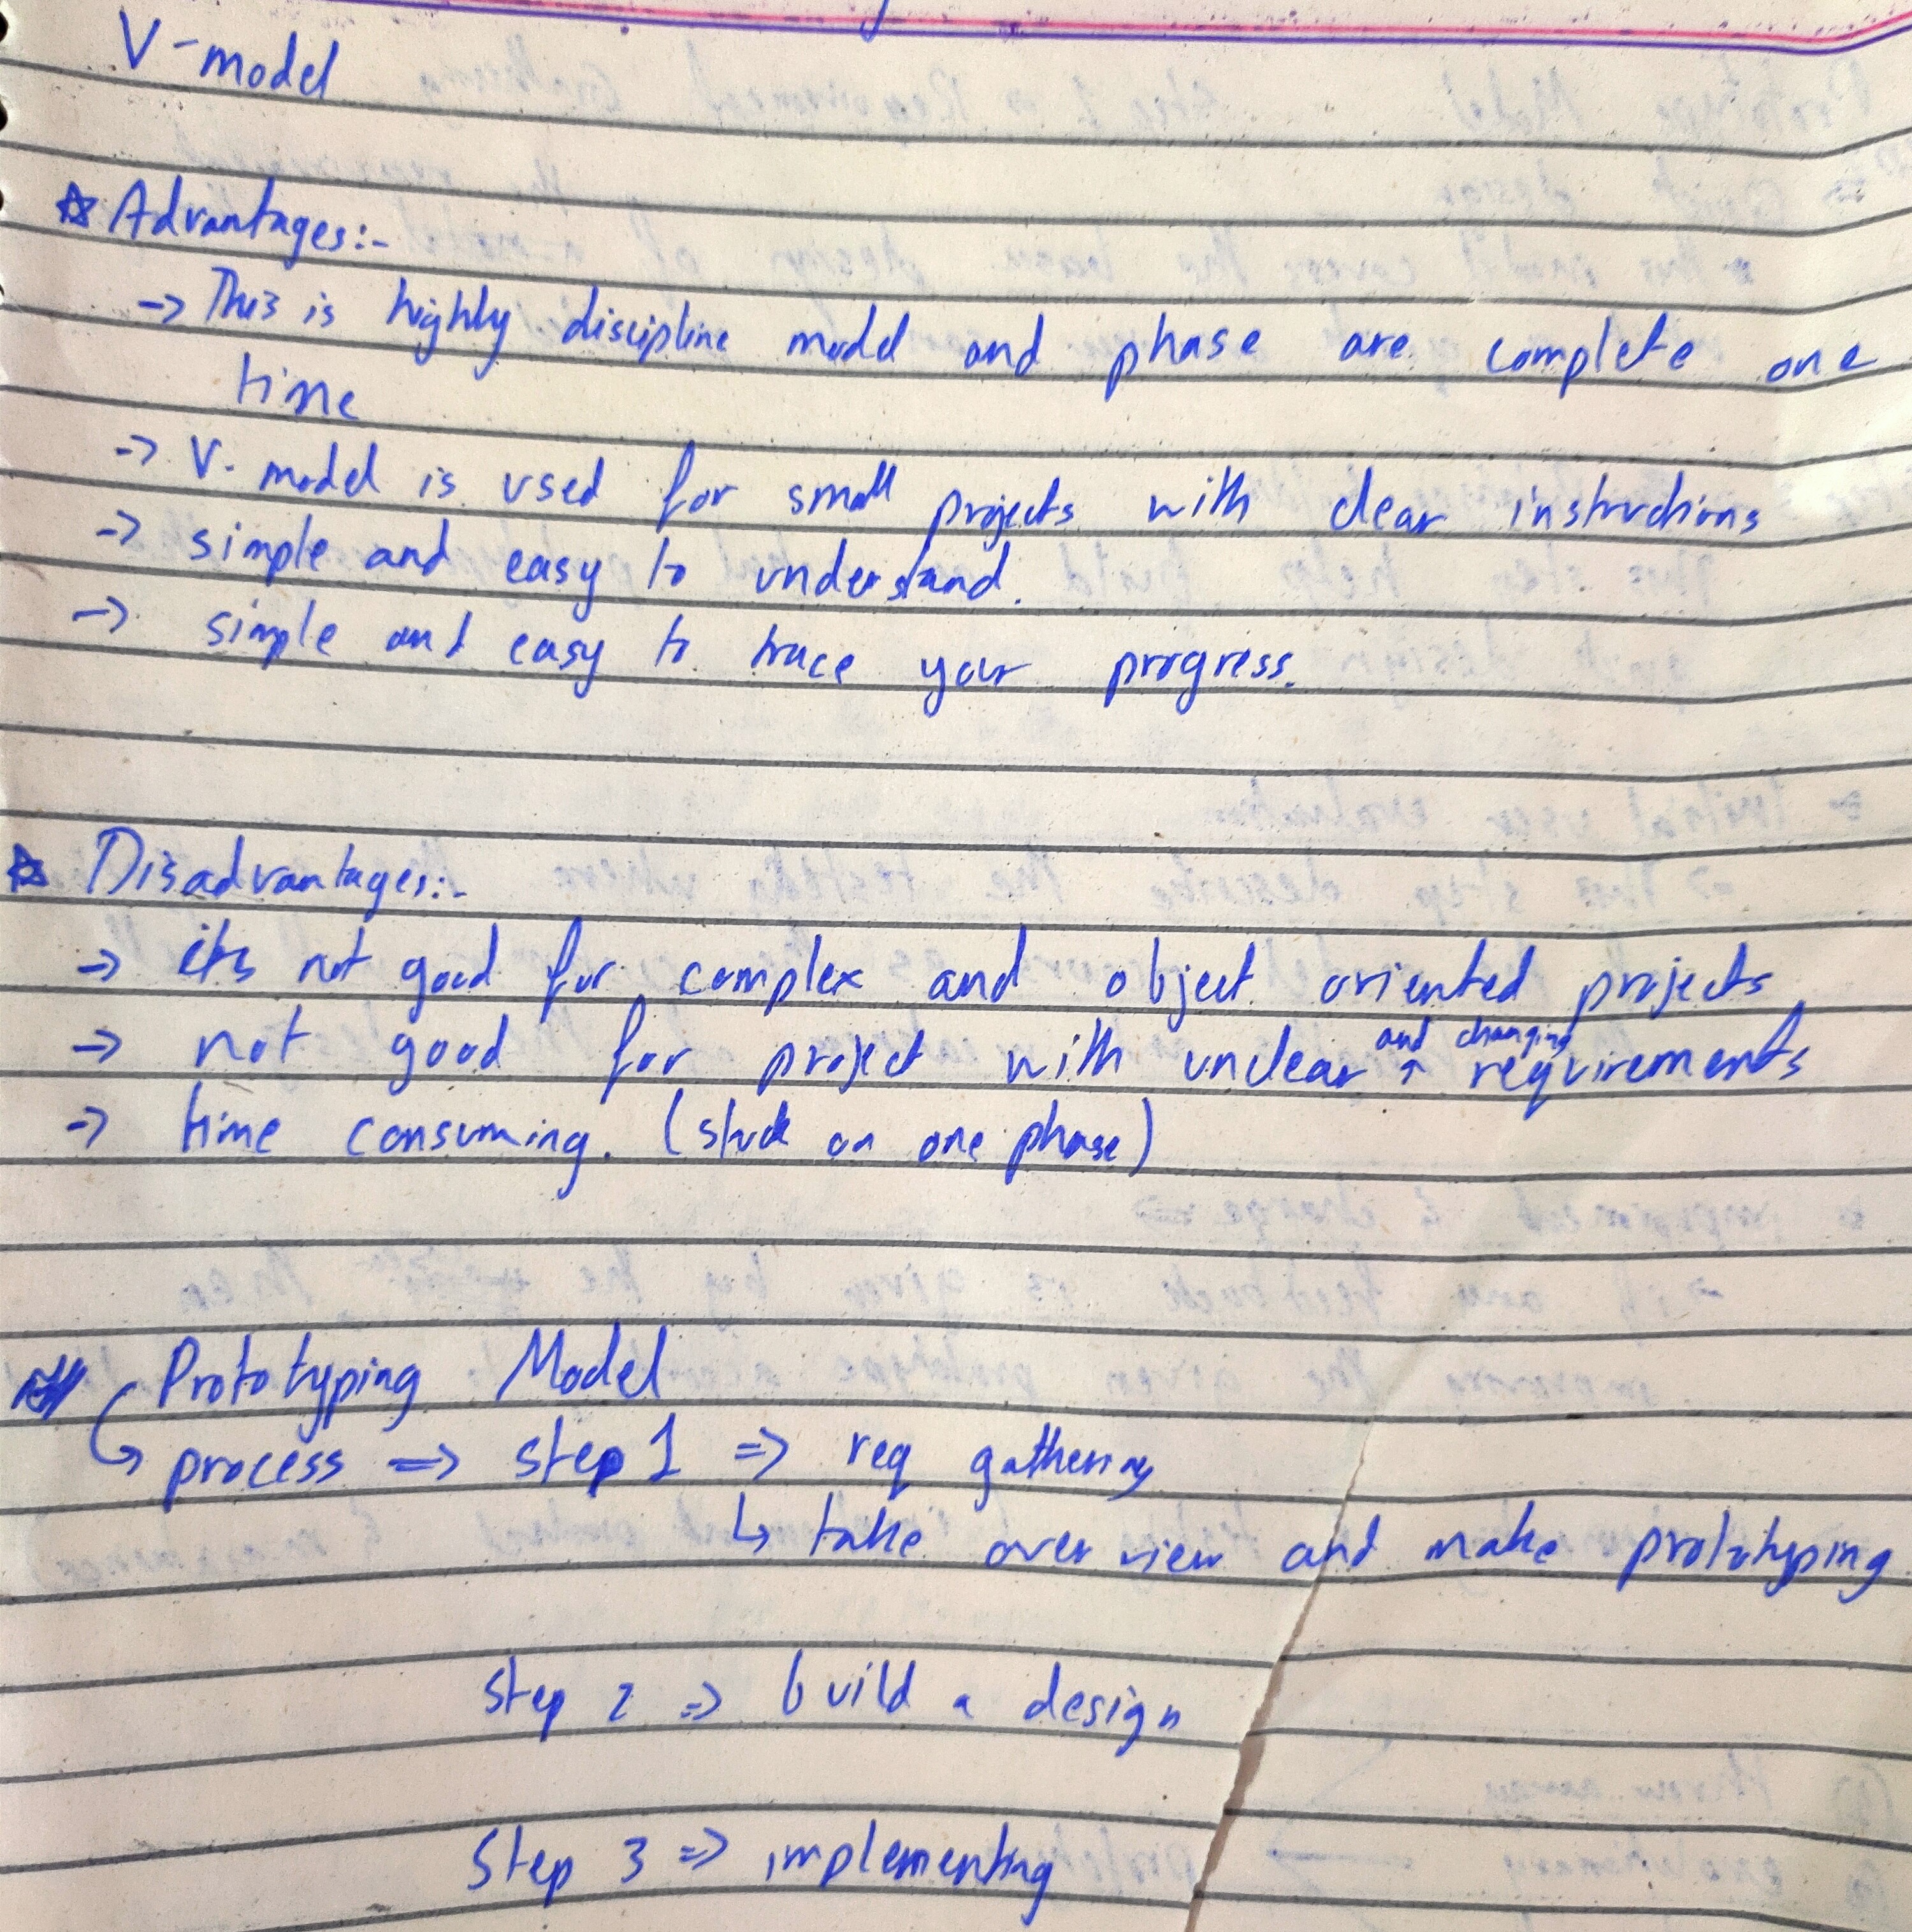 V-model
☆ Advantages:-
-> This is highly discipline model and phase are complete one
time
-> V-model is used for small projects with clear instructions
-> simple and easy to understand.
-> simple and easy to trace your progress.
☆ Disadvantages:-
-> its not good for complex and object oriented projects
-> not good for project with unclear ↑ requirements
and changing
-> time consuming. (stuck on one phase)
Prototyping Model
↳ process => step 1 => req gathering
↳ take over view and make prototyping
step 2 => build a design
step 3 => implementing